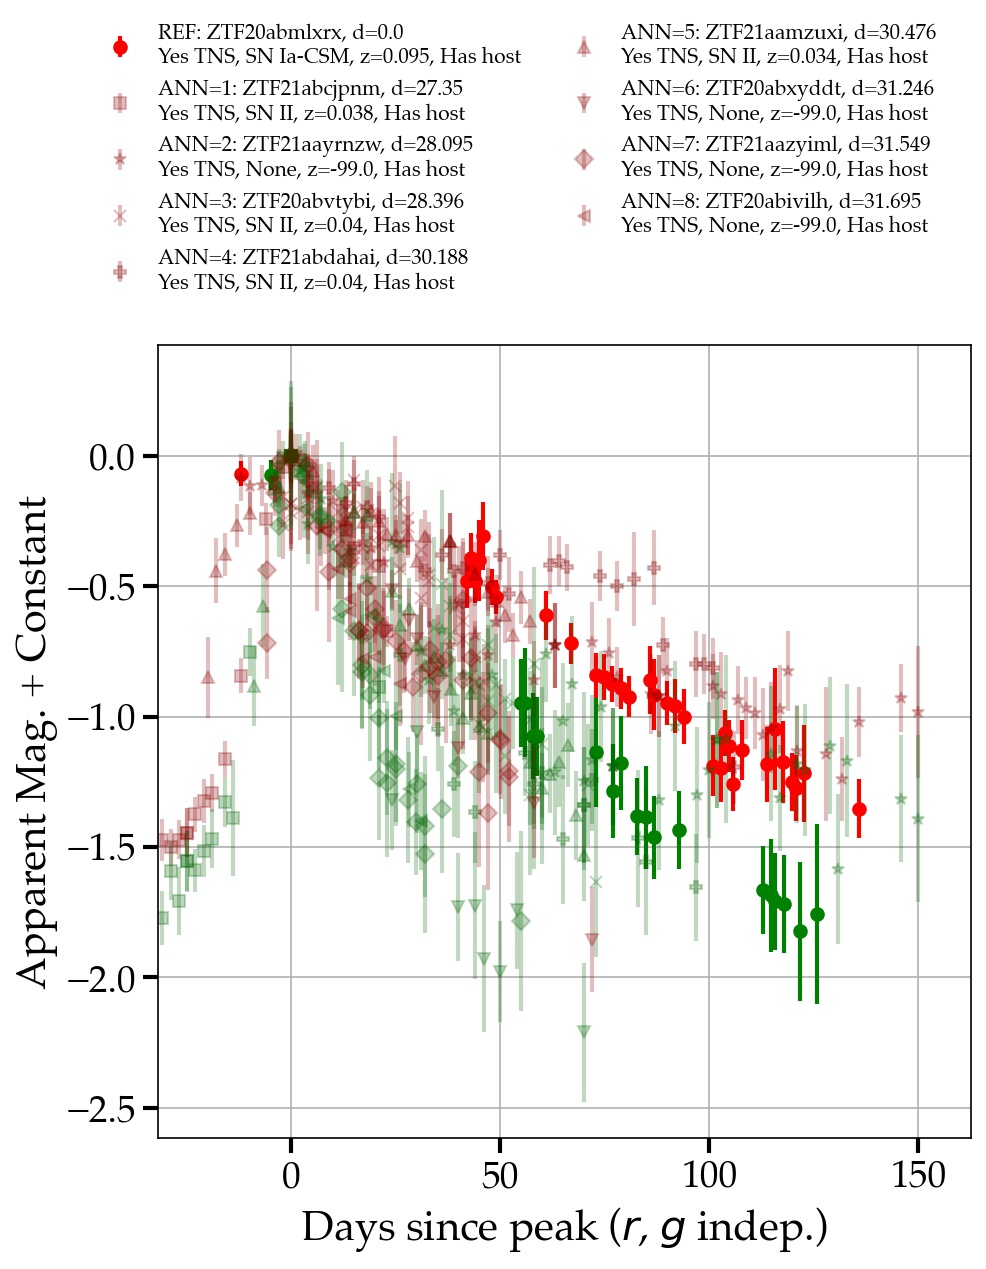 REF: ZTF20abmlxrx, d=0.0
Yes TNS, SN Ia-CSM, z=0.095, Has host
ANN=1: ZTF21abcjpnm, d=27.35
Yes TNS, SN II, z=0.038, Has host
ANN=2: ZTF21aayrnzw, d=28.095
Yes TNS, None, z=-99.0, Has host
ANN=3: ZTF20abvtybi, d=28.396
Yes TNS, SN II, z=0.04, Has host
ANN=4: ZTF21abdahai, d=30.188
Yes TNS, SN II, z=0.04, Has host
ANN=5: ZTF21aamzuxi, d=30.476
Yes TNS, SN II, z=0.034, Has host
ANN=6: ZTF20abxyddt, d=31.246
Yes TNS, None, z=-99.0, Has host
ANN=7: ZTF21aazyiml, d=31.549
Yes TNS, None, z=-99.0, Has host
ANN=8: ZTF20abivilh, d=31.695
Yes TNS, None, z=-99.0, Has host
Apparent Mag. + Constant
0.0
−0.5
−1.0
−1.5
−2.0
−2.5
0
50
100
150
Days since peak (r, g indep.)